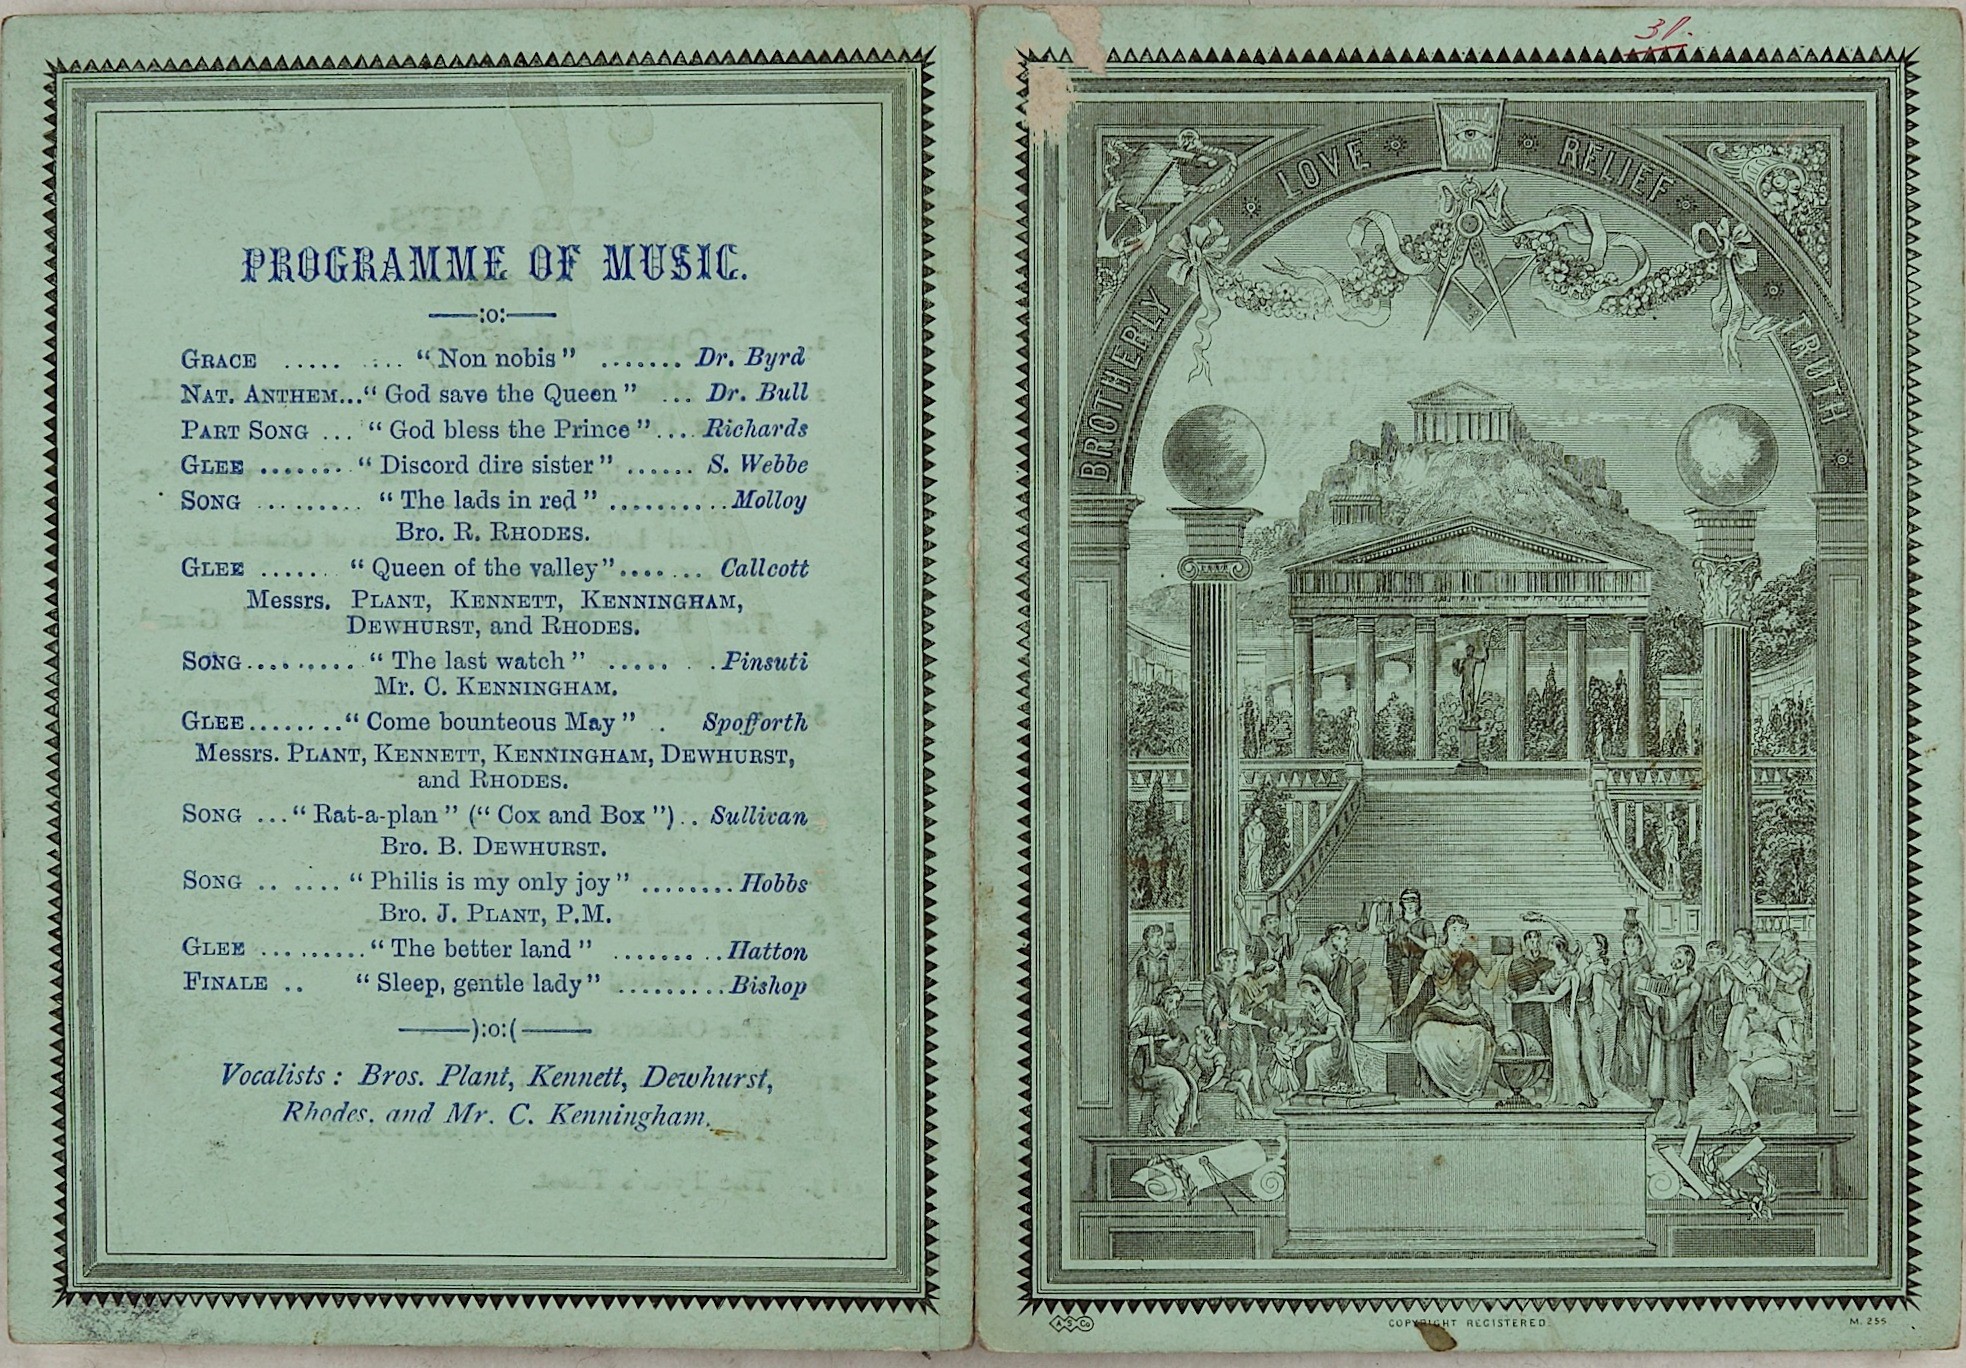 PROGRAMME OF MUSIC.
—:o:—
GRACE ..... .... "Non nobis" ....... Dr. Byrd
NAT. ANTHEM..."God save the Queen" ... Dr. Bull
PART SONG ... "God bless the Prince".... Richards
GLEE ........ "Discord dire sister" ...... S. Webbe
SONG .......... "The lads in red" ...........Molloy
Bro. R. RHODES.
GLEE ....... "Queen of the valley"....... Callcott
Messrs. PLANT, KENNETT, KENNINGHAM,
DEWHURST, and RHODES.
SONG.......... "The last watch" ..... . .Pinsuti
Mr. C. KENNINGHAM.
GLEE........"Come bounteous May" . Spofforth
Messrs. PLANT, KENNETT, KENNINGHAM, DEWHURST,
and RHODES.
SONG ..."Rat-a-plan" ("Cox and Box")... Sullivan
Bro. B. DEWHURST.
SONG .. ...."Philis is my only joy" ........Hobbs
Bro. J. PLANT, P.M.
GLEE .........."The better land" ..........Hatton
FINALE .. "Sleep, gentle lady" .........Bishop
—):o:(—
Vocalists: Bros. Plant, Kennett, Dewhurst,
Rhodes, and Mr. C. Kenningham.
BROTHERLY LOVE RELIEF TRUTH
A S Co
COPYRIGHT REGISTERED.
M. 255